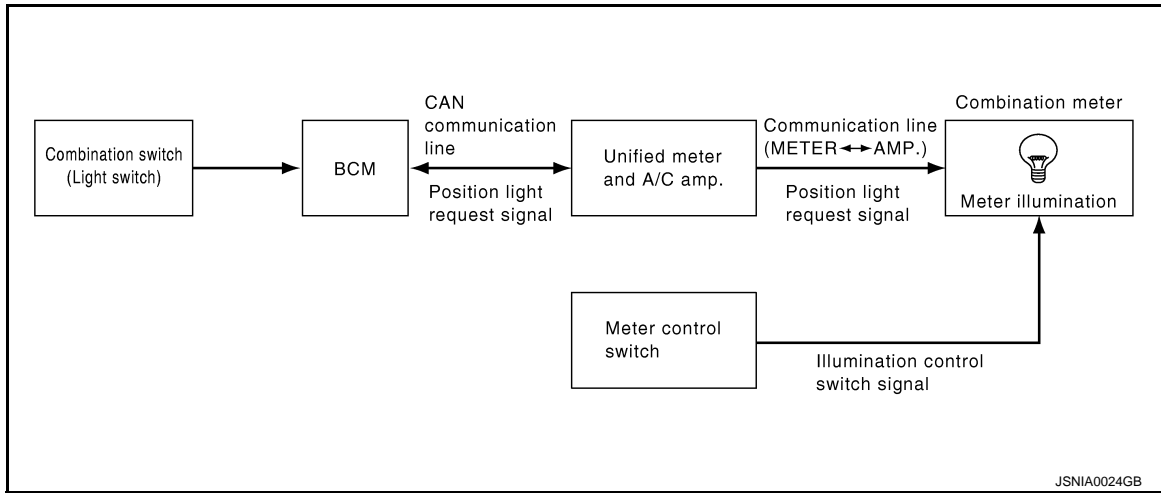 Combination switch
(Light switch)
BCM
CAN
communication
line
Position light
request signal
Unified meter
and A/C amp.
Communication line
(METER↔AMP.)
Position light
request signal
Combination meter
Meter illumination
Meter control
switch
Illumination control
switch signal
JSNIA0024GB